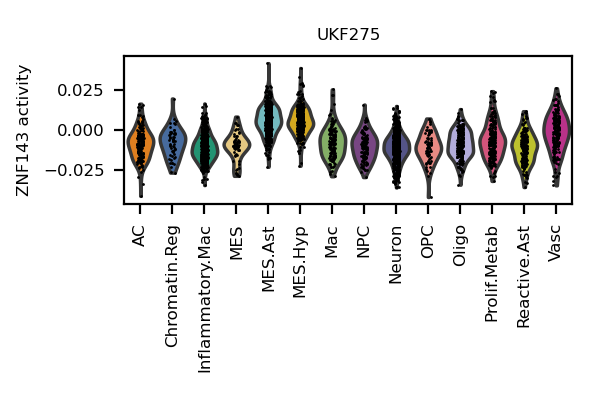 UKF275
ZNF143 activity
0.025
0.000
−0.025
AC
Chromatin.Reg
Inflammatory.Mac
MES
MES.Ast
MES.Hyp
Mac
NPC
Neuron
OPC
Oligo
Prolif.Metab
Reactive.Ast
Vasc